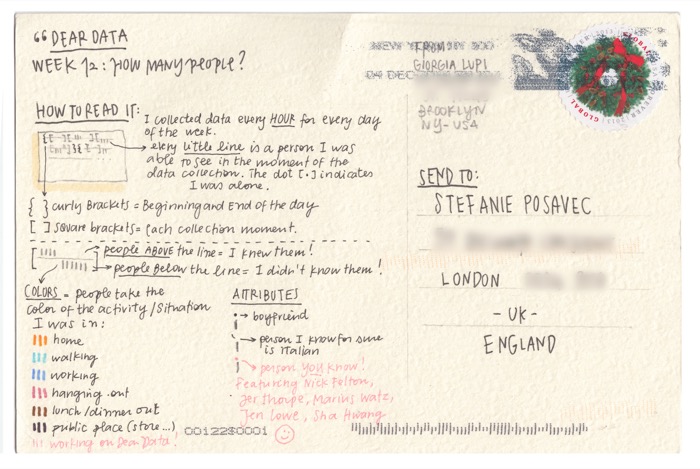 “ DEAR DATA
WEEK 12: HOW MANY PEOPLE?
HOW TO READ IT:
I collected data every HOUR for every day
of the week.
every little line is a person I was
able to see in the moment of the
data collection. The dot [•] indicates
I was alone.
{ } curly Brackets = Beginning and End of the day
[ ] square brackets = Each collection moment.
people ABOVE the line = I knew them!
people Below the line = I didn't know them!
COLORS = people take the
color of the activity/situation
I was in:
home
walking
working
hanging out
lunch/dinner out
public place (store...)
working on Dear Data!
ATTRIBUTES
boyfriend
person I know for sure
is italian
person YOU know!
Featuring Nick Felton,
Jer Thorpe, Marius Watz,
Jen Lowe, Sha Hwang
00122$0001
NEW YORK NY 100
04 DEC
FROM
GIORGIA LUPI
BROOKLYN
NY - USA
GLOBAL
FOREVER
GLOBAL
SEND TO:
STEFANIE POSAVEC
LONDON
- UK -
ENGLAND